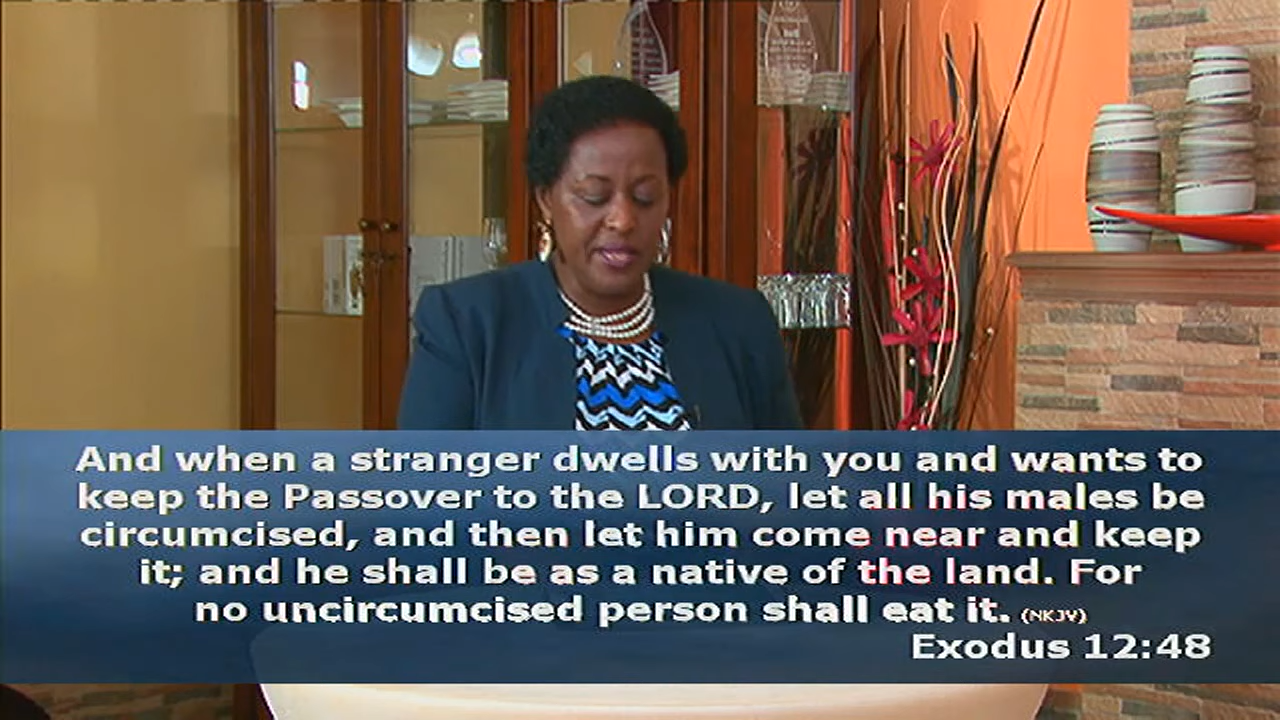 And when a stranger dwells with you and wants to
keep the Passover to the LORD, let all his males be
circumcised, and then let him come near and keep
it; and he shall be as a native of the land. For
no uncircumcised person shall eat it. (NKJV)
Exodus 12:48